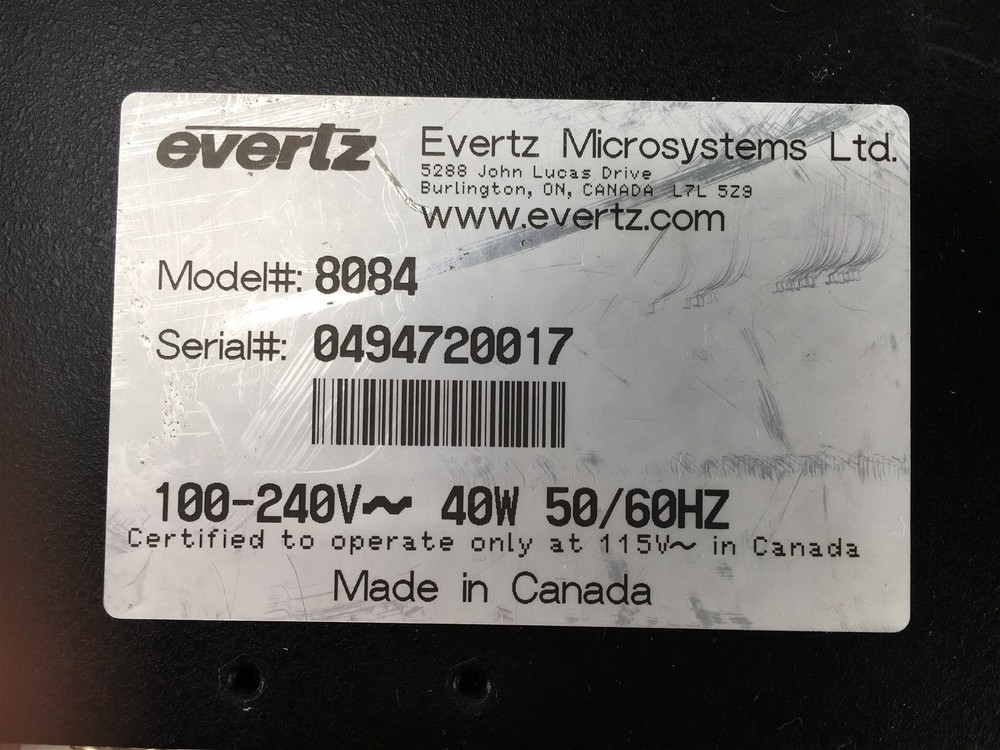 evertz
Evertz Microsystems Ltd.
5288 John Lucas Drive
Burlington, ON, CANADA L7L 5Z9
www.evertz.com
Model#: 8084
Serial#: 0494720017
100-240V~ 40W 50/60HZ
Certified to operate only at 115V~ in Canada
Made in Canada